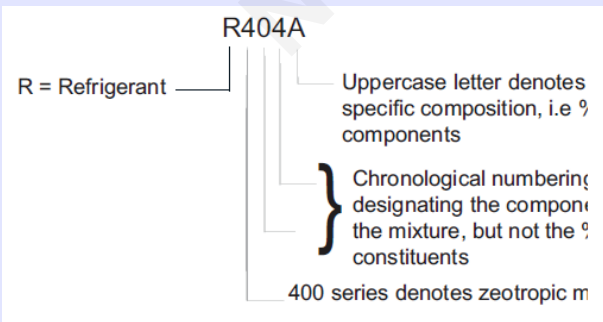 R404A
R = Refrigerant
Uppercase letter denotes
specific composition, i.e %
components
Chronological numbering
designating the
the mixture, but not the %
constituents
400 series denotes zeotropic